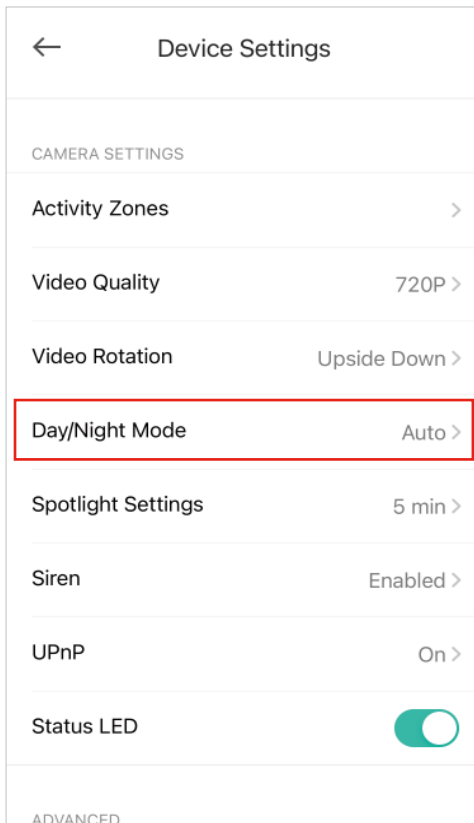 Device Settings
CAMERA SETTINGS
Activity Zones
Video Quality 720P
Video Rotation Upside Down
Day/Night Mode Auto
Spotlight Settings 5 min
Siren Enabled
UPnP On
Status LED
ADVANCED